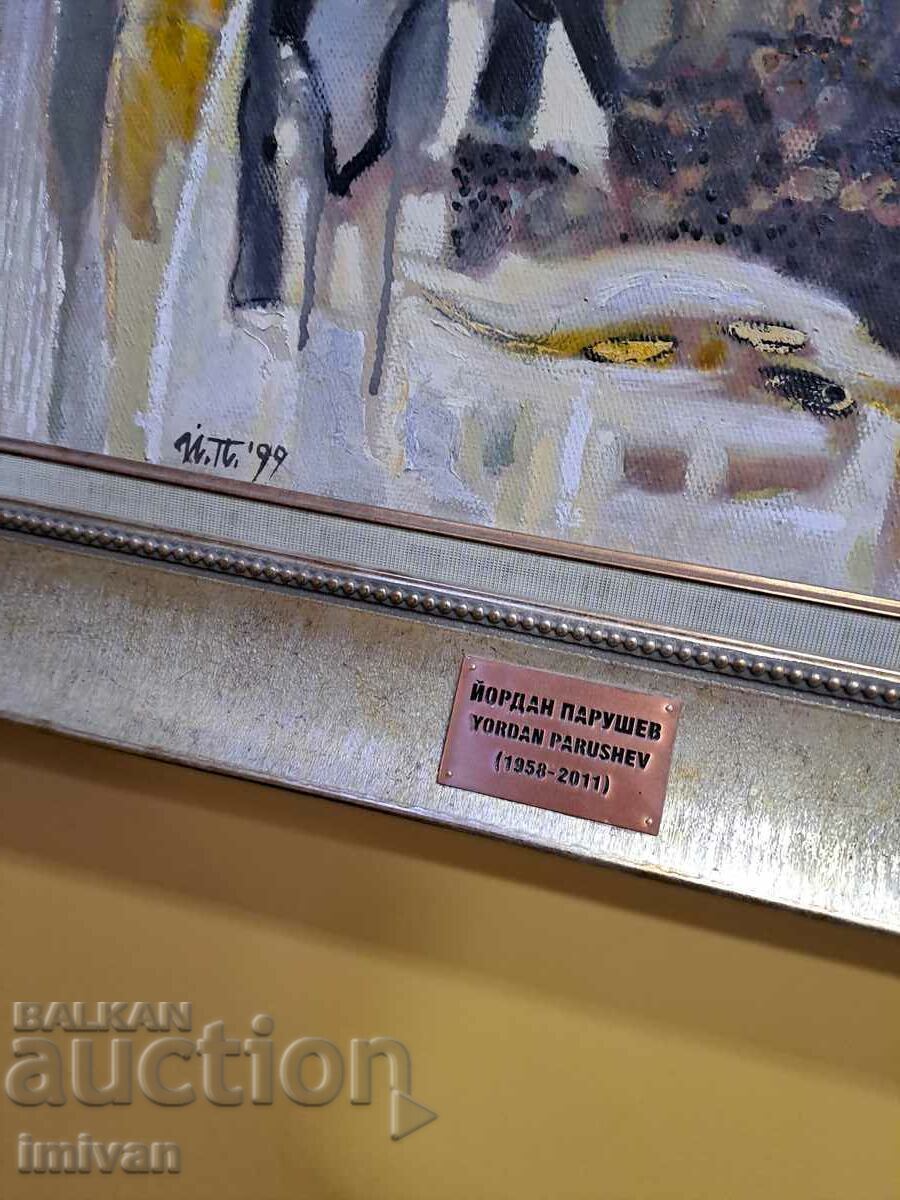 Й.П. '99
ЙОРДАН ПАРУШЕВ
YORDAN PARUSHEV
(1958-2011)
BALKAN
auction
imivan